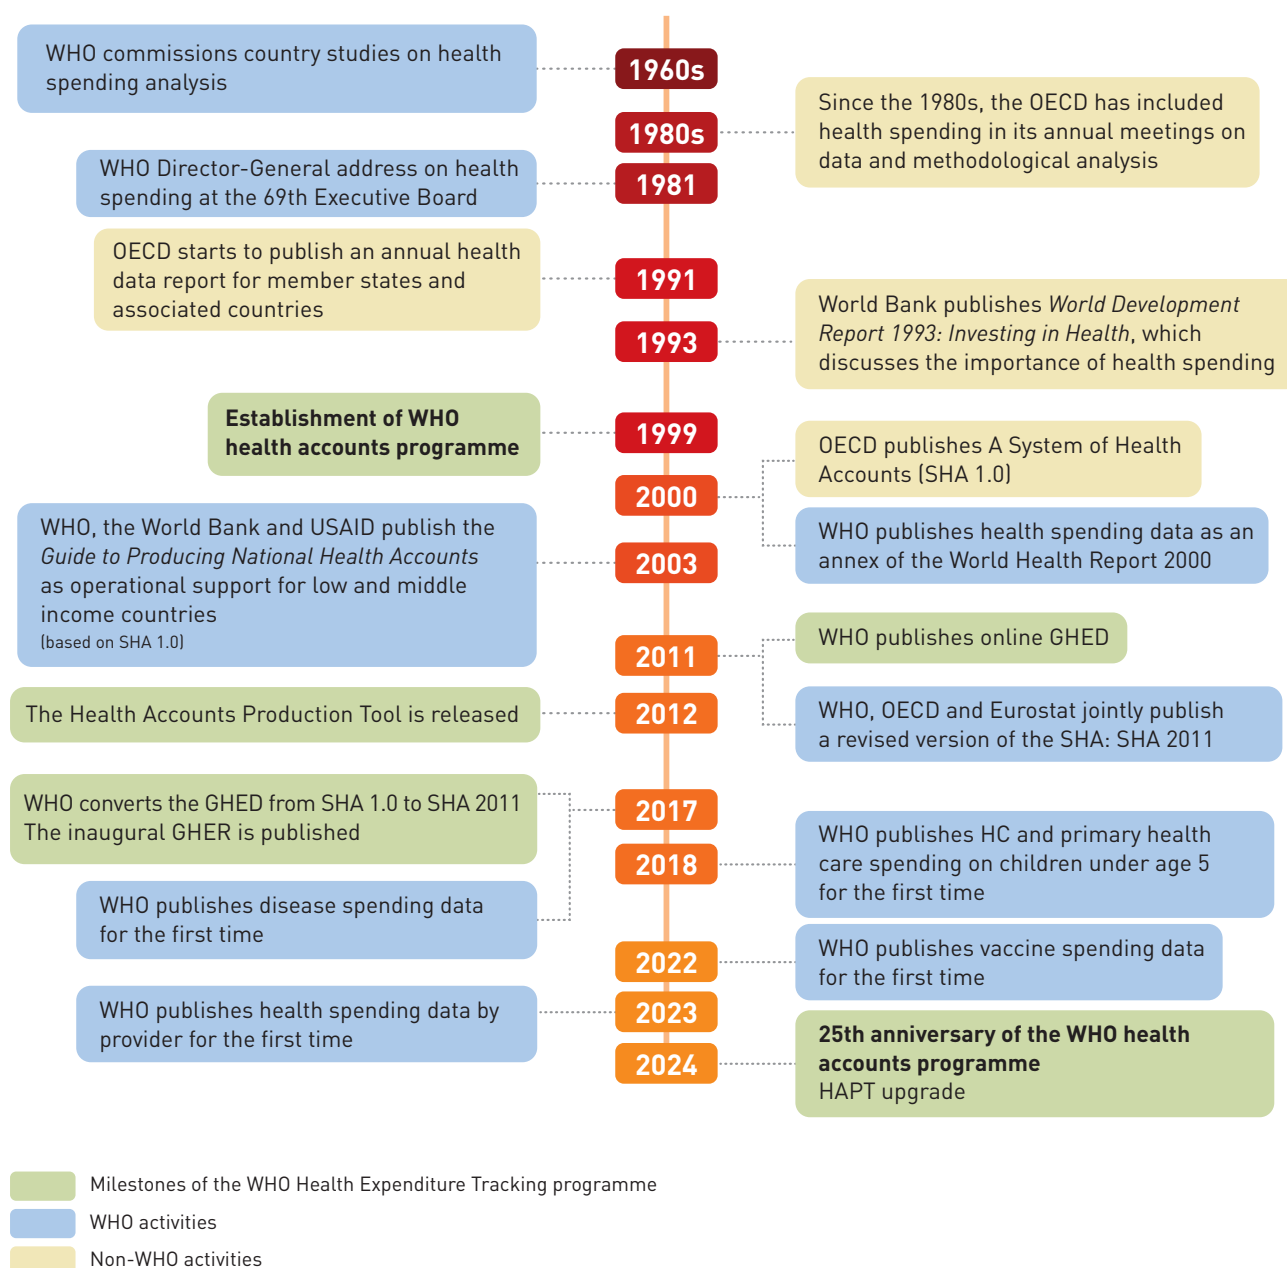 WHO commissions country studies on health
spending analysis
1960s
1980s
Since the 1980s, the OECD has included
health spending in its annual meetings on
data and methodological analysis
WHO Director-General address on health
spending at the 69th Executive Board
1981
OECD starts to publish an annual health
data report for member states and
associated countries
1991
1993
World Bank publishes World Development
Report 1993: Investing in Health, which
discusses the importance of health spending
Establishment of WHO
health accounts programme
1999
2000
OECD publishes A System of Health
Accounts (SHA 1.0)
WHO publishes health spending data as an
annex of the World Health Report 2000
WHO, the World Bank and USAID publish the
Guide to Producing National Health Accounts
as operational support for low and middle
income countries
(based on SHA 1.0)
2003
2011
WHO publishes online GHED
WHO, OECD and Eurostat jointly publish
a revised version of the SHA: SHA 2011
The Health Accounts Production Tool is released
2012
WHO converts the GHED from SHA 1.0 to SHA 2011
The inaugural GHER is published
2017
WHO publishes disease spending data
for the first time
2018
WHO publishes HC and primary health
care spending on children under age 5
for the first time
2022
WHO publishes vaccine spending data
for the first time
WHO publishes health spending data by
provider for the first time
2023
2024
25th anniversary of the WHO health
accounts programme
HAPT upgrade
Milestones of the WHO Health Expenditure Tracking programme
WHO activities
Non-WHO activities